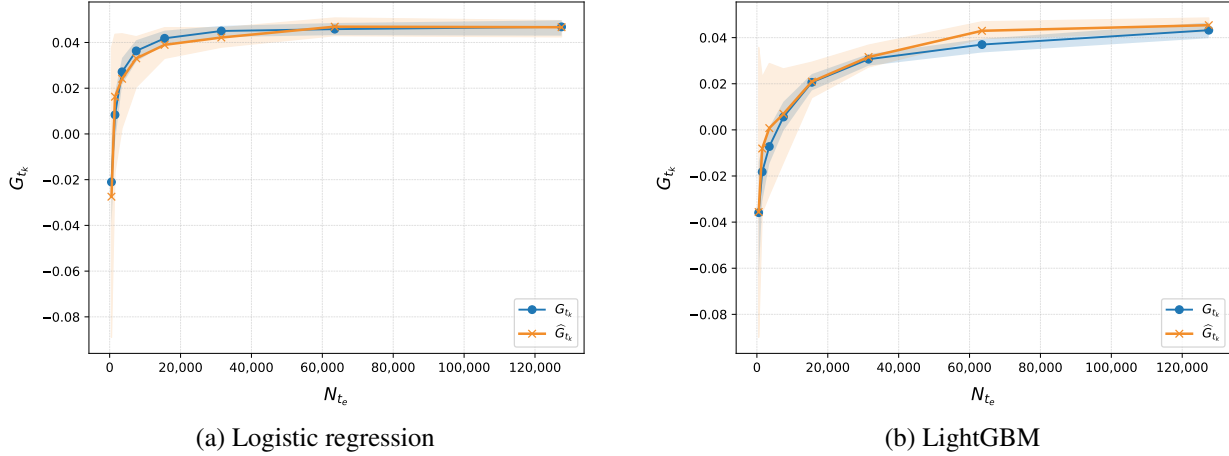 0.04
0.02
0.00
−0.02
−0.04
−0.06
−0.08
G_{t_k}
0 20,000 40,000 60,000 80,000 100,000 120,000
N_{t_e}
G_{t_k}
Ĝ_{t_k}
(a) Logistic regression
0.04
0.02
0.00
−0.02
−0.04
−0.06
−0.08
G_{t_k}
0 20,000 40,000 60,000 80,000 100,000 120,000
N_{t_e}
G_{t_k}
Ĝ_{t_k}
(b) LightGBM